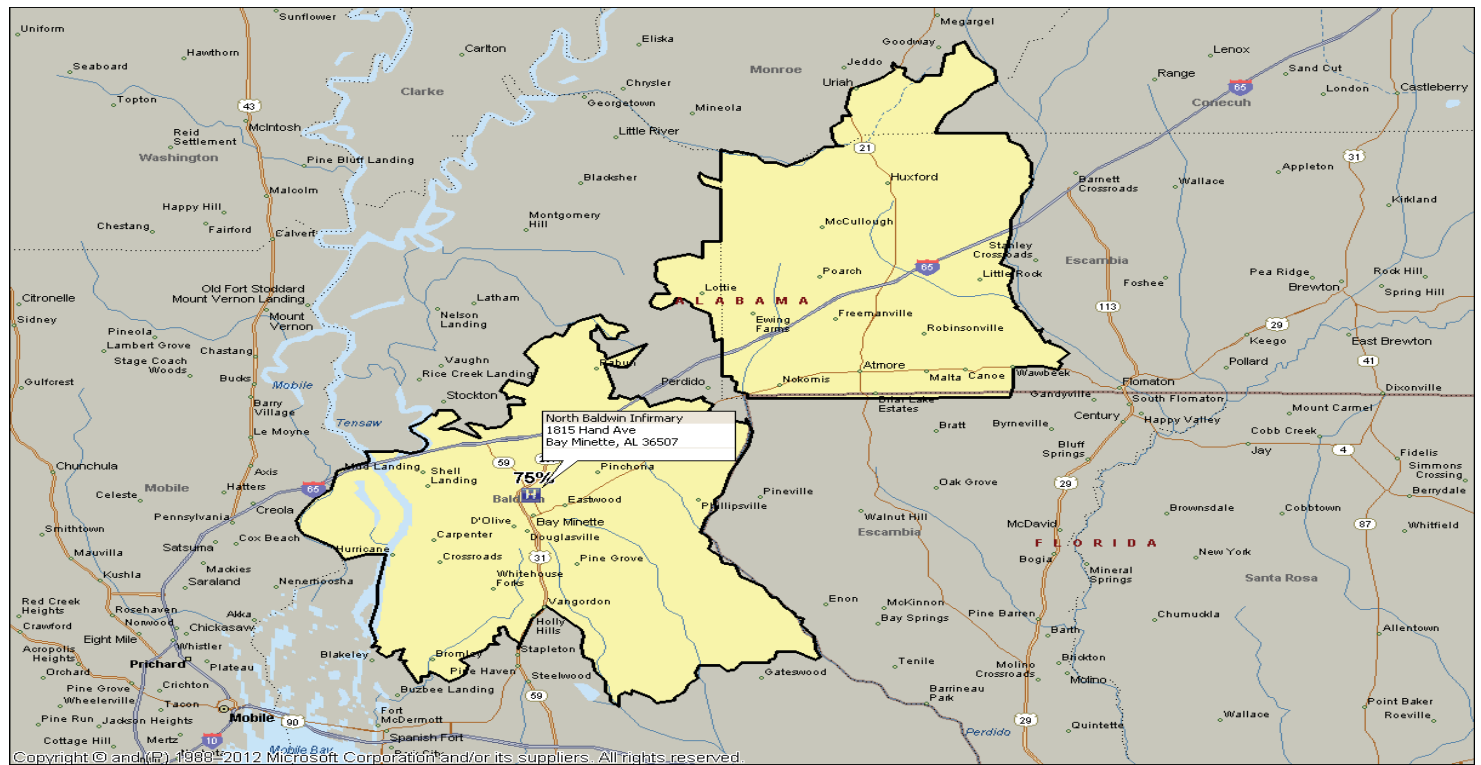 Sunflower
Megargel
Uniform
Carlton
Eliska
Goodway
Lenox
Hawthorn
Jeddo
Seaboard
Monroe
Range
Sand Cut
Uriah
Chrysler
65
London
Castleberry
Clarke
Topton
43
Georgetown
Mineola
Conecuh
McIntosh
Reid
Settlement
Little River
21
31
Washington
Pine Bluff Landing
Appleton
Blacksher
Huxford
Barnett
Crossroads
Wallace
Malcolm
Kirkland
Happy Hill
Montgomery
Hill
McCullough
Chestang
Fairford
Calvert
Stanley
Crossroads
Escambia
65
Poarch
Little Rock
Pea Ridge
Rock Hill
Foshee
Brewton
Old Fort Stoddard
Mount Vernon Landing
Lottie
Spring Hill
Citronelle
Latham
ALABAMA
113
Sidney
Mount
Vernon
Nelson
Landing
Ewing
Farms
Freemanville
29
Pineola
Robinsonville
Keego
East Brewton
Lambert Grove
Chastang
Stage Coach
Woods
Vaughn
Rabun
Atmore
Pollard
41
Gulfcrest
Bucks
Rice Creek Landing
Perdido
Nokomis
Malta
Canoe
Wawbeek
Flomaton
Dixonville
Mobile
Stockton
Briar Lake
Estates
Gandyville
South Flomaton
Barry
Village
Century
Mount Carmel
North Baldwin Infirmary
1815 Hand Ave
Bay Minette, AL 36507
Tensaw
Bratt
Byrneville
Happy Valley
Le Moyne
Cobb Creek
Bluff
Springs
Jay
4
Fidelis
Chunchula
Axis
Mud Landing
Shell
Landing
59
Pinchona
Simmons
Crossing
75%
Mobile
Hatters
65
Oak Grove
29
Berrydale
Celeste
Baldwin
H
Eastwood
Pineville
Creola
Phillipsville
Brownsdale
Cobbtown
Pennsylvania
D'Olive
Bay Minette
Walnut Hill
McDavid
87
Whitfield
Smithtown
Cox Beach
Carpenter
Douglasville
Escambia
FLORIDA
Satsuma
Hurricane
Crossroads
31
Pine Grove
Bogia
New York
Mauvilla
Mackies
Mineral
Springs
Santa Rosa
Kushla
Saraland
Nenemoosha
Whitehouse
Forks
Red Creek
Heights
Rosehaven
Akka
Vangordon
Enon
McKinnon
Bay Springs
Pine Barren
Chumuckla
Crawford
Norwood
Chickasaw
Holly
Hills
Barth
Allentown
Eight Mile
Acropolis
Heights
Whistler
Blakeley
Bromley
Stapleton
Tenile
Brickton
Prichard
Plateau
Pine Haven
Steelwood
Gateswood
Molino
Crossroads
Molino
Orchard
Pine Grove
Crichton
Buzbee Landing
59
Barrineau
Park
Wheelerville
Tacon
Fort
McDermott
Point Baker
Pine Run
Jackson Heights
Mobile
90
29
Quintette
Wallace
Roeville
Cottage Hill
Mertz
10
Mobile Bay
Spanish Fort
Perdido
Copyright © and (P) 1988–2012 Microsoft Corporation and/or its suppliers. All rights reserved.